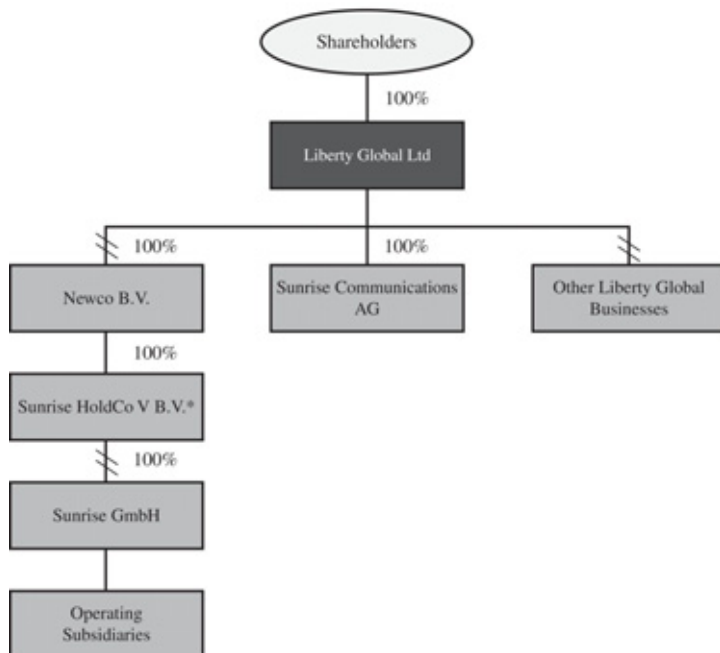 Shareholders
100%
Liberty Global Ltd
100%
100%
Newco B.V.
Sunrise Communications
AG
Other Liberty Global
Businesses
100%
Sunrise HoldCo V B.V.*
100%
Sunrise GmbH
Operating
Subsidiaries